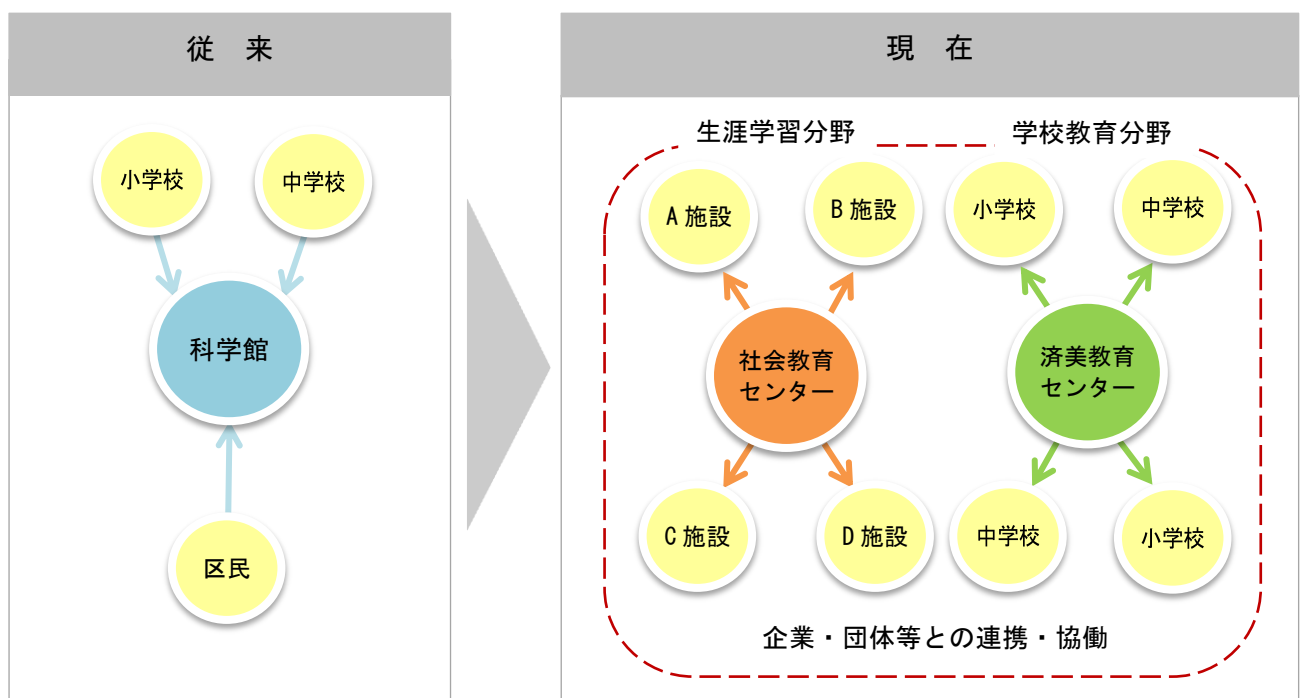 従　来
小学校
中学校
科学館
区民
現　在
生涯学習分野
学校教育分野
A 施設
B 施設
小学校
中学校
社会教育
センター
済美教育
センター
C 施設
D 施設
中学校
小学校
企業・団体等との連携・協働